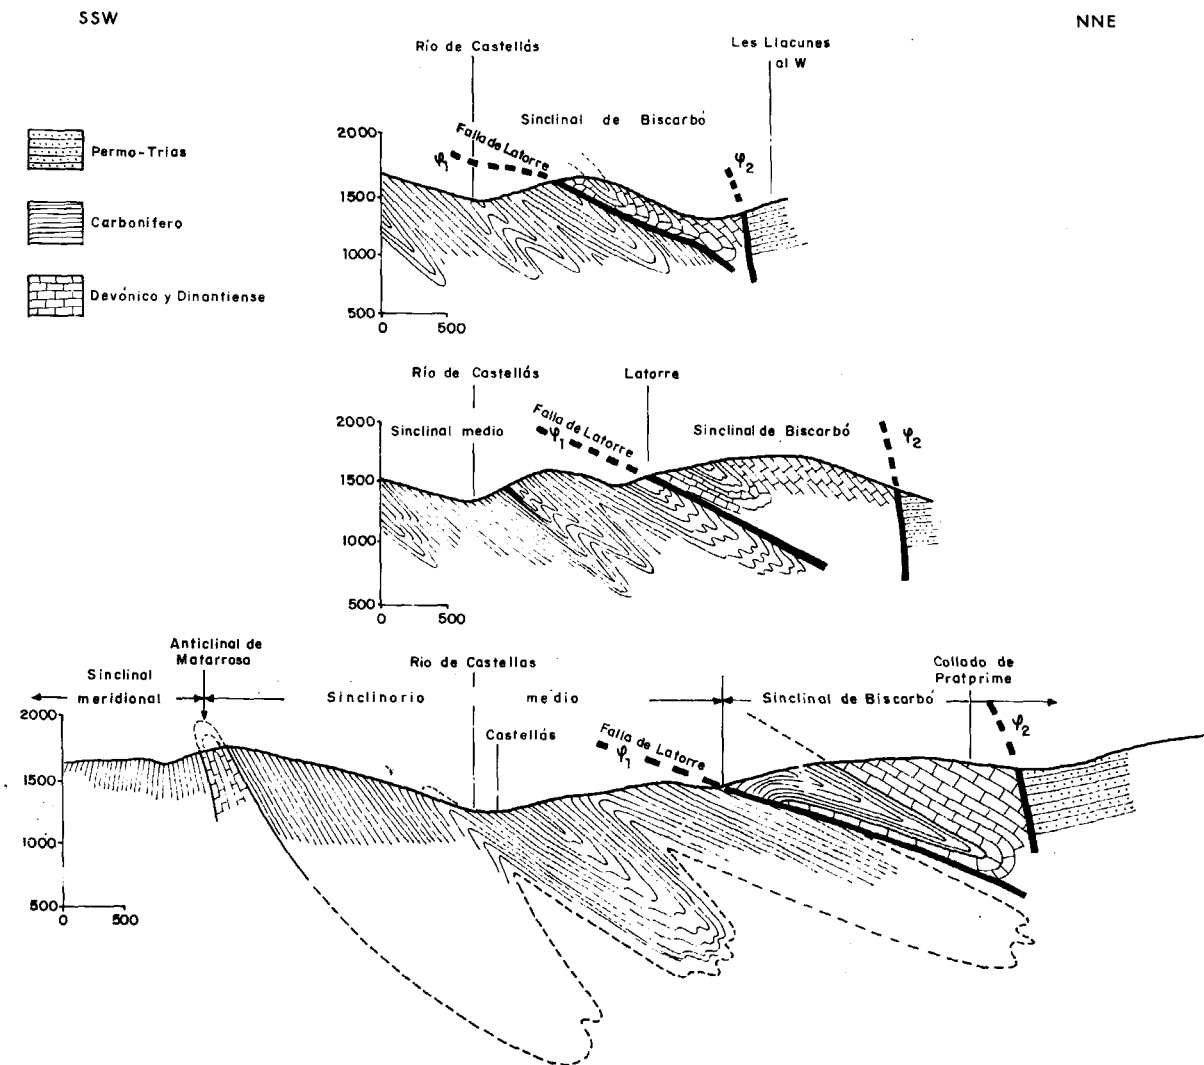 SSW
NNE
Permo-Trias
Carbonífero
Devónico y Dinantiense
Río de Castellás
Les Llacunes
al W
Sinclinal de Biscarbó
Falla de Latorre
φ1
φ2
2000
1500
1000
500
0 500
Río de Castellás
Latorre
Sinclinal medio
Falla de Latorre
φ1
Sinclinal de Biscarbó
φ2
2000
1500
1000
500
0 500
Anticlinal de
Matarrosa
Sinclinal
meridional
Rio de Castellas
Sinclinorio medio
Castellás
Sinclinal de Biscarbó
Collado de
Pratprime
Falla de Latorre
φ1
φ2
2000
1500
1000
500
0 500